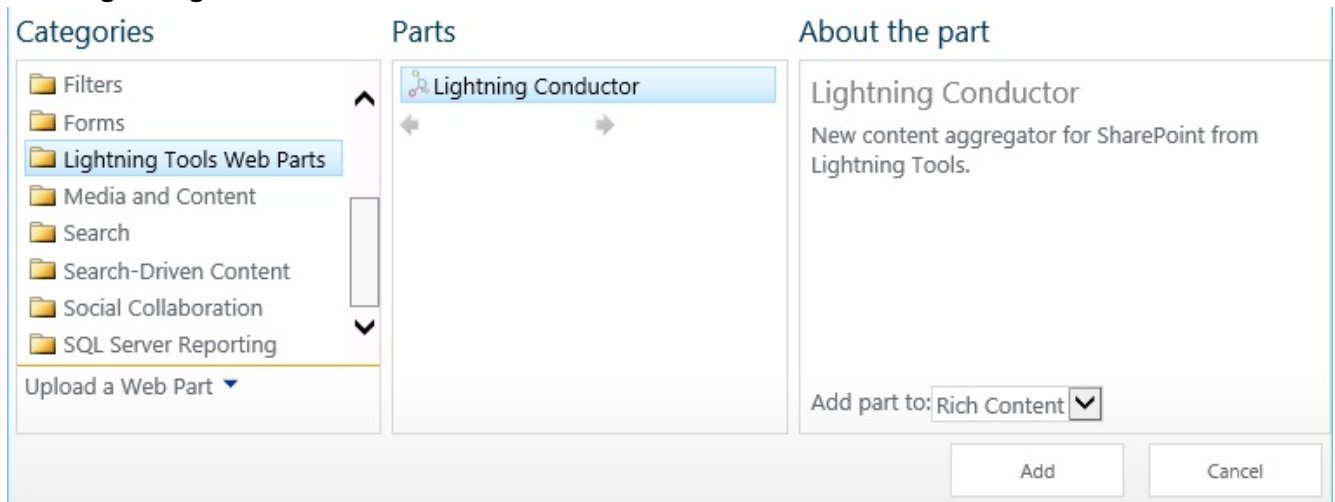 Categories
Filters
Forms
Lightning Tools Web Parts
Media and Content
Search
Search-Driven Content
Social Collaboration
SQL Server Reporting
Upload a Web Part
Parts
Lightning Conductor
About the part
Lightning Conductor
New content aggregator for SharePoint from
Lightning Tools.
Add part to: Rich Content
Add
Cancel